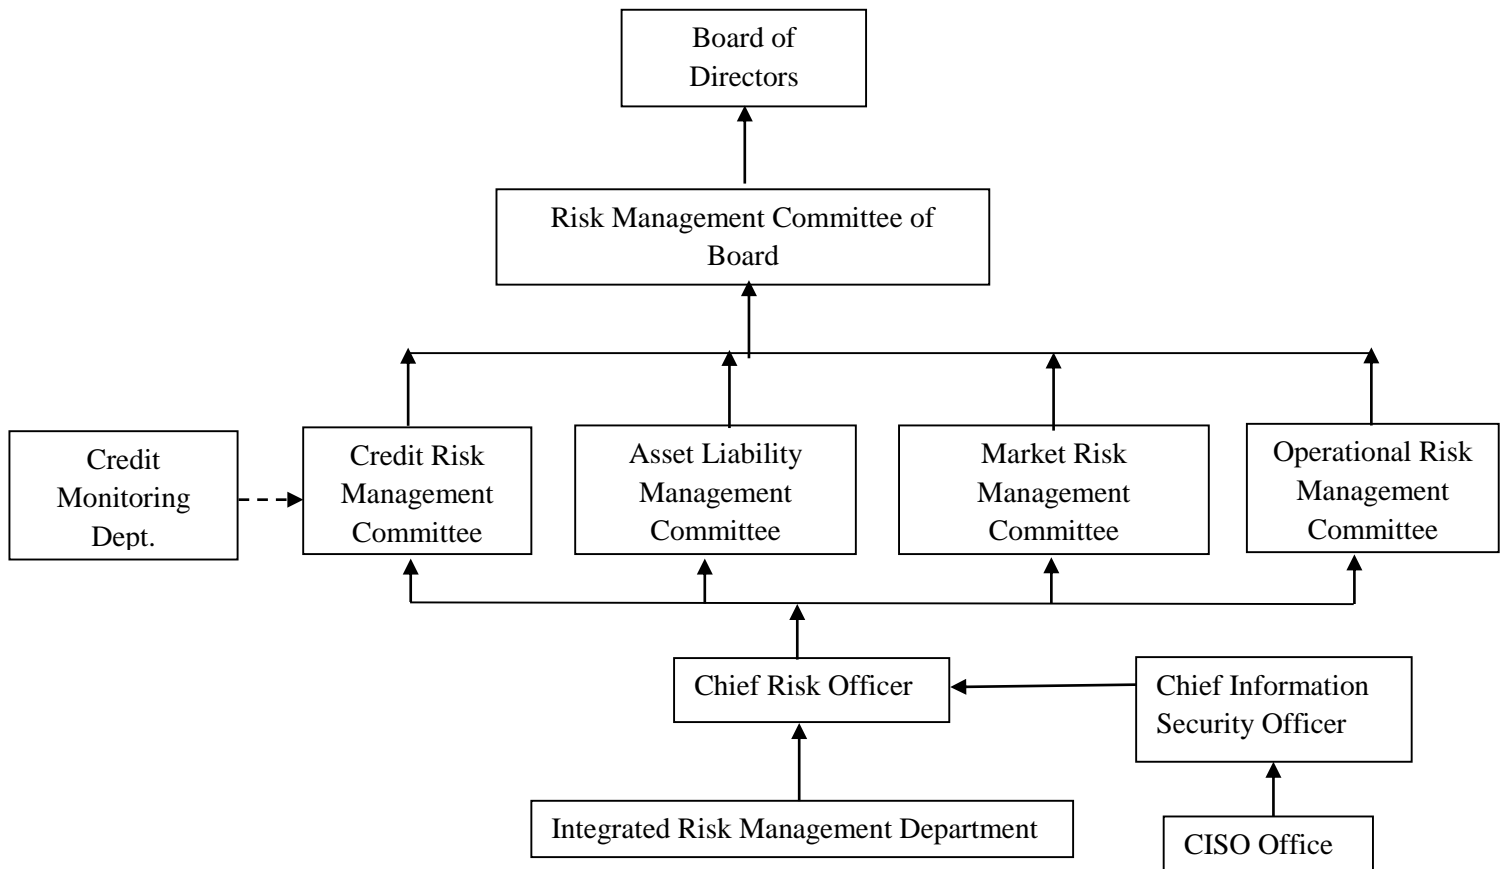 Board of
Directors
Risk Management Committee of
Board
Credit
Monitoring
Dept.
Credit Risk
Management
Committee
Asset Liability
Management
Committee
Market Risk
Management
Committee
Operational Risk
Management
Committee
Chief Risk Officer
Chief Information
Security Officer
Integrated Risk Management Department
CISO Office